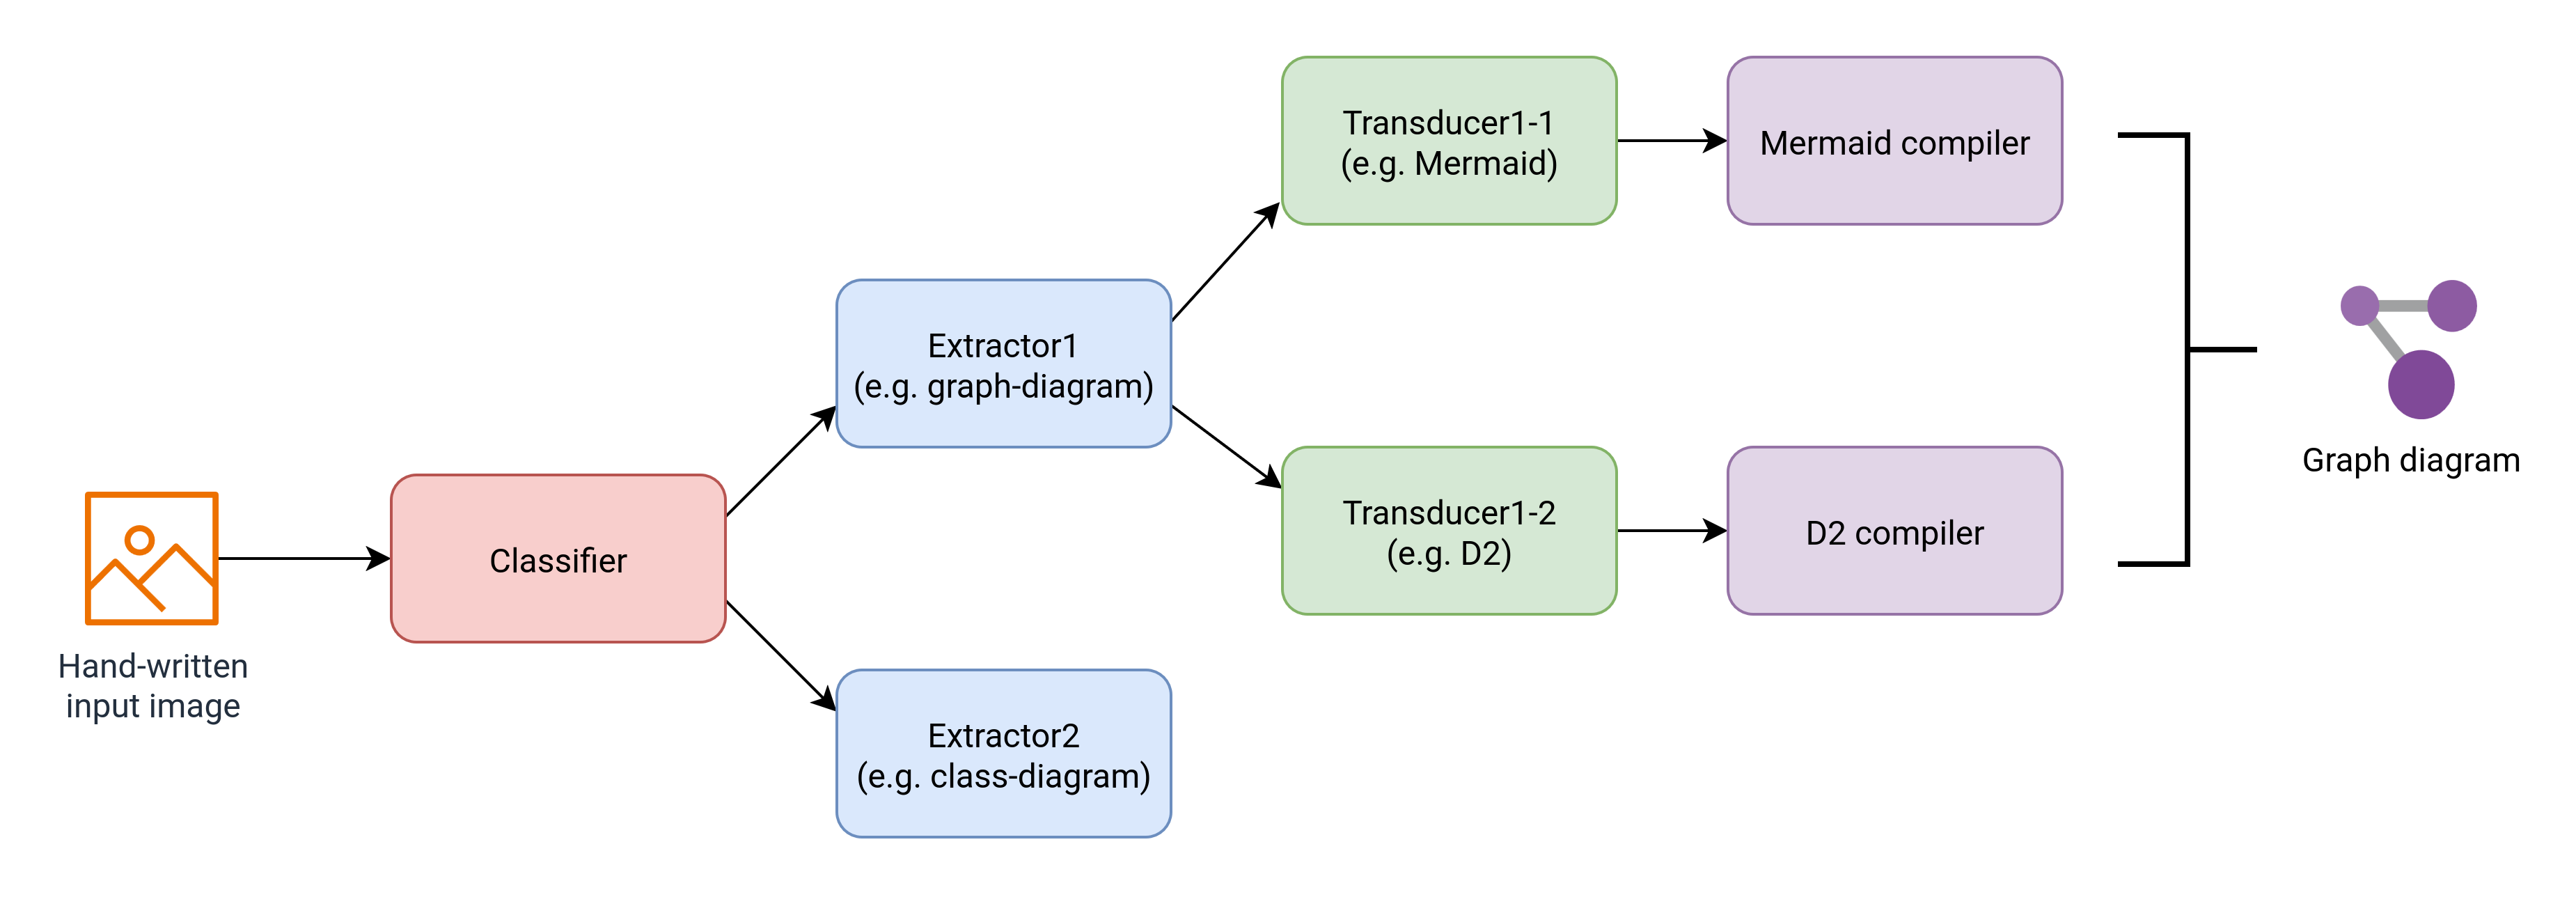 Hand-written
input image
Classifier
Extractor1
(e.g. graph-diagram)
Extractor2
(e.g. class-diagram)
Transducer1-1
(e.g. Mermaid)
Transducer1-2
(e.g. D2)
Mermaid compiler
D2 compiler
Graph diagram